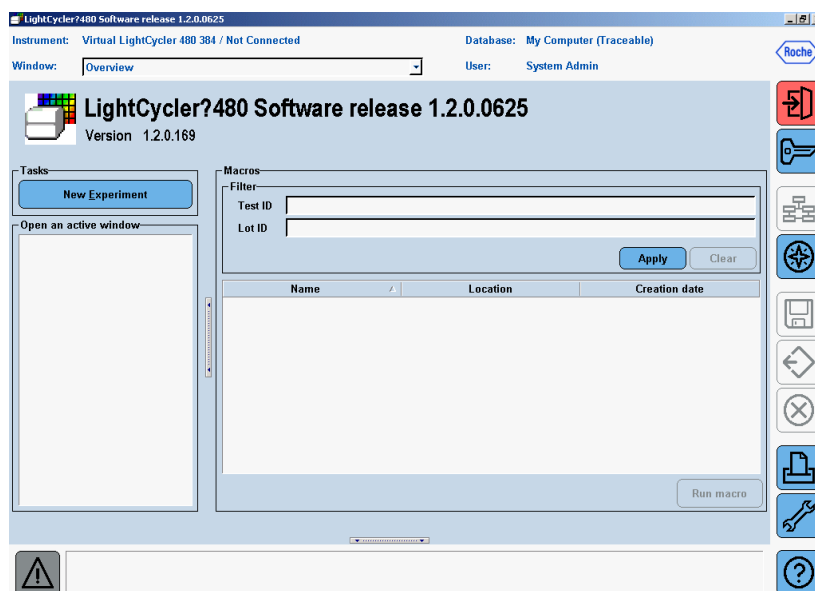 LightCycler?480 Software release 1.2.0.0625
Instrument: Virtual LightCycler 480 384 / Not Connected Database: My Computer (Traceable)
Window: Overview User: System Admin
Roche
LightCycler?480 Software release 1.2.0.0625
Version 1.2.0.169
Tasks
New Experiment
Open an active window
Macros
Filter
Test ID
Lot ID
Apply Clear
Name Location Creation date
Run macro